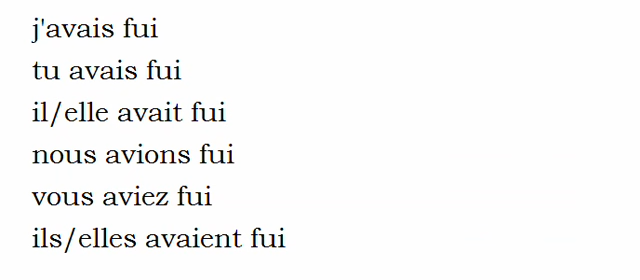 j'avais fui
tu avais fui
il/elle avait fui
nous avions fui
vous aviez fui
ils/elles avaient fui